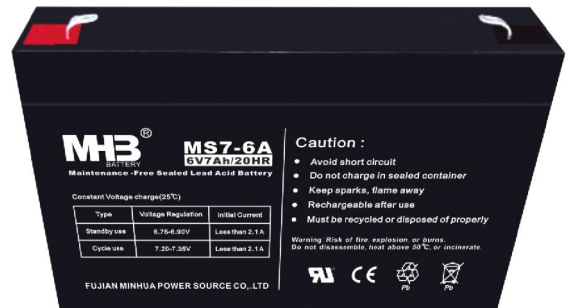 MHB®
BATTERY
MS7-6A
6V7Ah/20HR
Maintenance -Free Sealed Lead Acid Battery
Constant Voltage charge(25℃)
Type Voltage Regulation Initial Current
Standby use 6.75-6.90V Less than 2.1A
Cycle use 7.20-7.35V Less than 2.1A
FUJIAN MINHUA POWER SOURCE CO,.LTD
Caution :
Avoid short circuit
Do not charge in sealed container
Keep sparks, flame away
Rechargeable after use
Must be recycled or disposed of properly
Warning: Risk of fire, explosion, or burns.
Do not disassemble, heat above 50℃, or incinerate.
CE Pb Pb